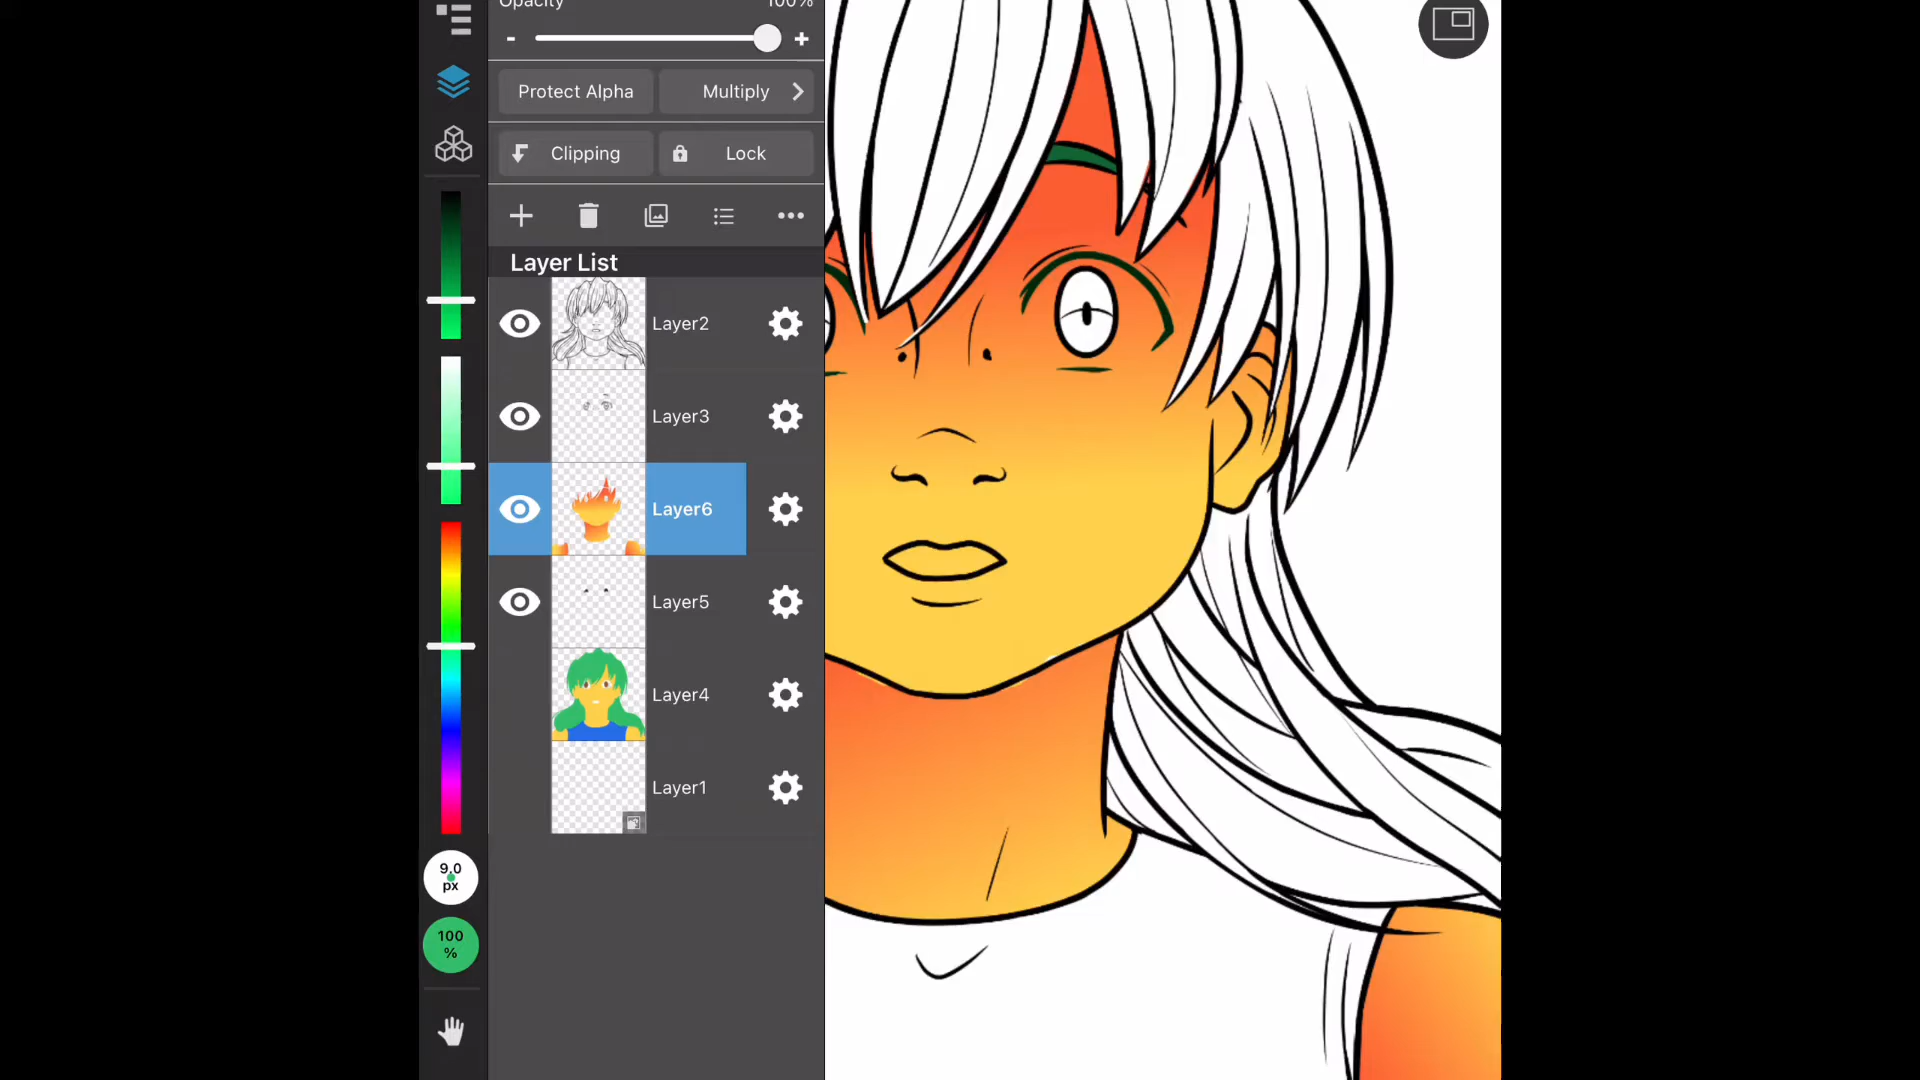 Opacity 100%
- +
Protect Alpha Multiply
Clipping Lock
Layer List
Layer2
Layer3
Layer6
Layer5
Layer4
Layer1
9.0
px
100
%